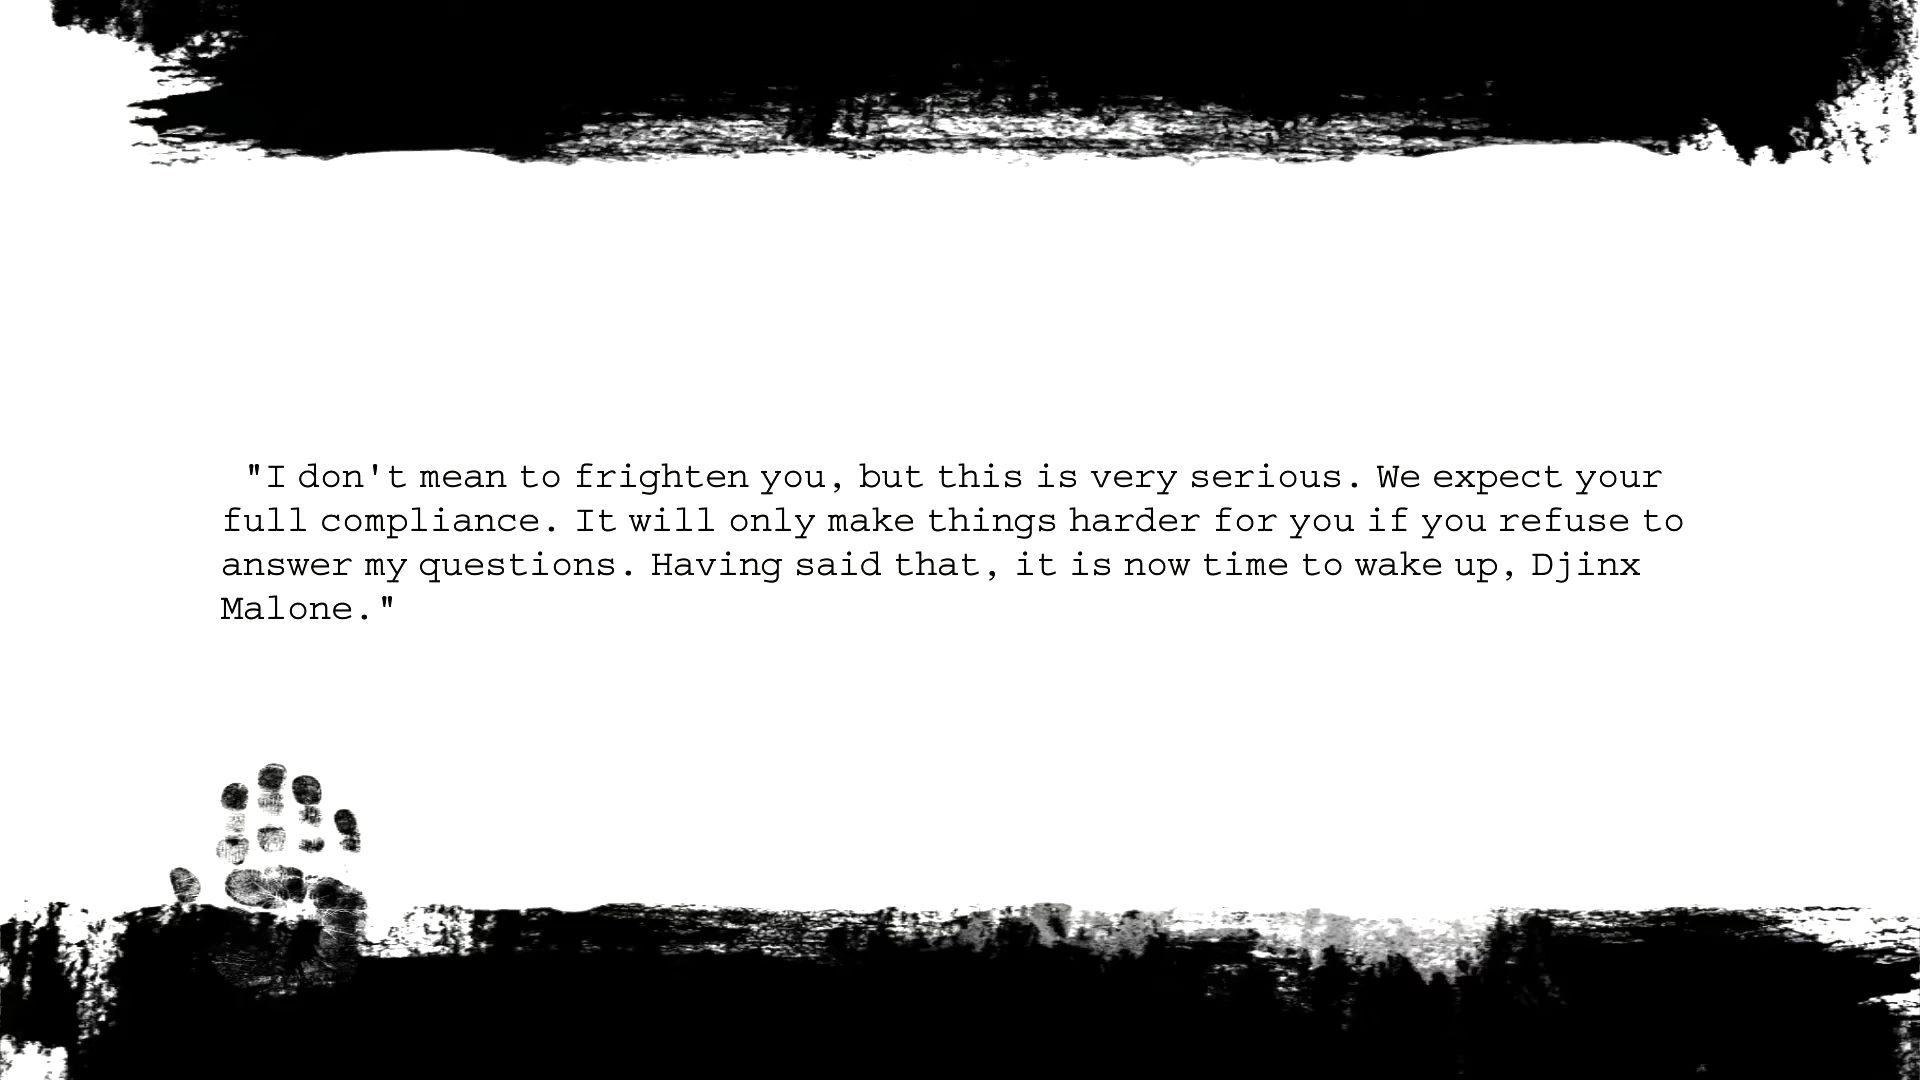 "I don't mean to frighten you, but this is very serious. We expect your
full compliance. It will only make things harder for you if you refuse to
answer my questions. Having said that, it is now time to wake up, Djinx
Malone."